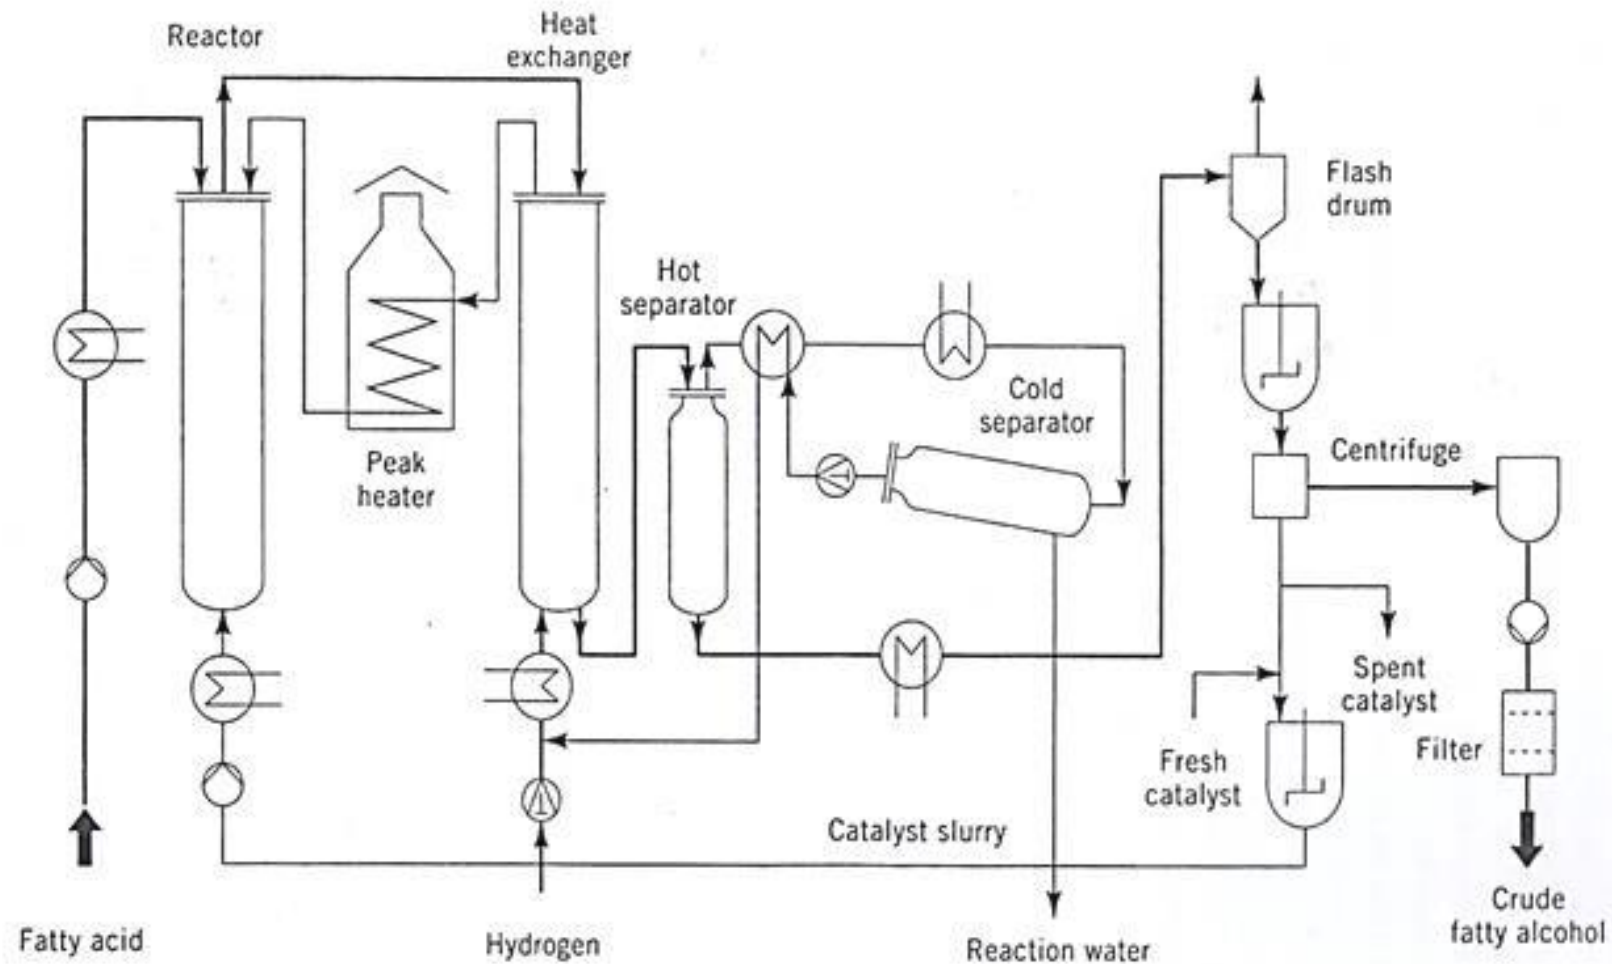 Reactor
Heat
exchanger
Flash
drum
Hot
separator
Cold
separator
Peak
heater
Centrifuge
Spent
catalyst
Fresh
catalyst
Filter
Catalyst slurry
Fatty acid
Hydrogen
Reaction water
Crude
fatty alcohol